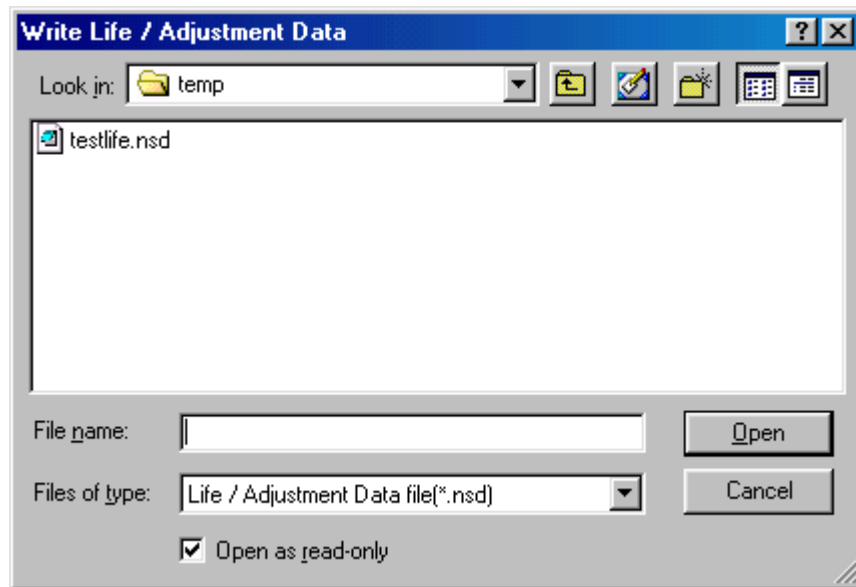 Write Life / Adjustment Data
Look in: temp
testlife.nsd
File name: Open
Files of type: Life / Adjustment Data file(*.nsd) Cancel
Open as read-only